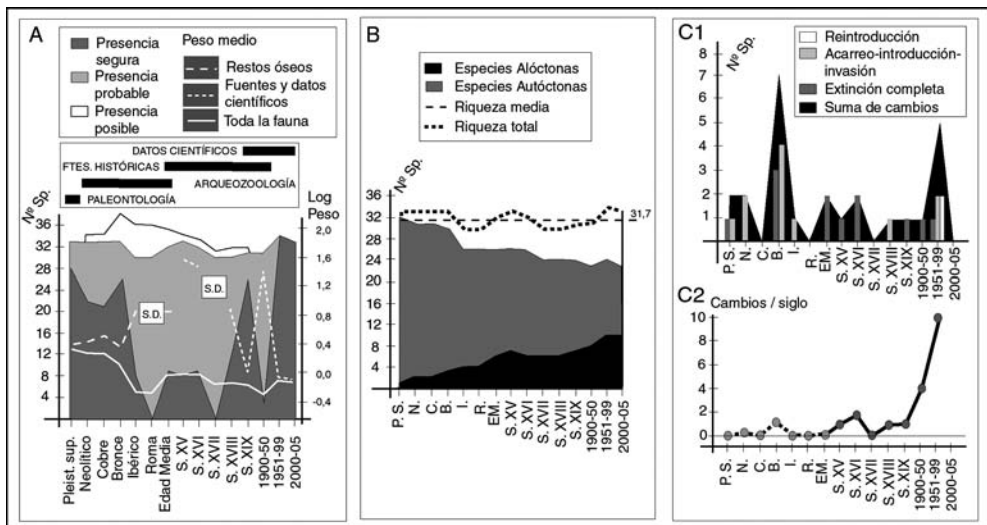 A
Presencia segura
Presencia probable
Presencia posible
Peso medio
Restos óseos
Fuentes y datos científicos
Toda la fauna
DATOS CIENTÍFICOS
FTES. HISTÓRICAS
ARQUEOZOOLOGÍA
PALEONTOLOGÍA
Nº Sp.
Log Peso
36
32
28
24
20
16
12
8
4
2,0
1,6
1,2
0,8
0,4
0,0
-0,4
S.D.
S.D.
Pleist. sup.
Neolítico
Cobre
Bronce
Ibérico
Roma
Edad Media
S. XV
S. XVI
S. XVII
S. XVIII
S. XIX
1900-50
1951-99
2000-05
B
Especies Alóctonas
Especies Autóctonas
Riqueza media
Riqueza total
Nº Sp.
36
32
28
24
20
16
12
8
4
31,7
P. S.
N.
C.
B.
I.
R.
EM.
S. XV
S. XVI
S. XVII
S. XVIII
S. XIX
1900-50
1951-99
2000-05
C1
Nº Sp.
Reintroducción
Acarreo-introducción-
invasión
Extinción completa
Suma de cambios
8
7
6
5
4
3
2
1
P. S.
N.
C.
B.
I.
R.
EM.
S. XV
S. XVI
S. XVII
S. XVIII
S. XIX
1900-50
1951-99
2000-05
C2
Cambios / siglo
10
8
6
4
2
0
P. S.
N.
C.
B.
I.
R.
EM.
S. XV
S. XVI
S. XVII
S. XVIII
S. XIX
1900-50
1951-99
2000-05